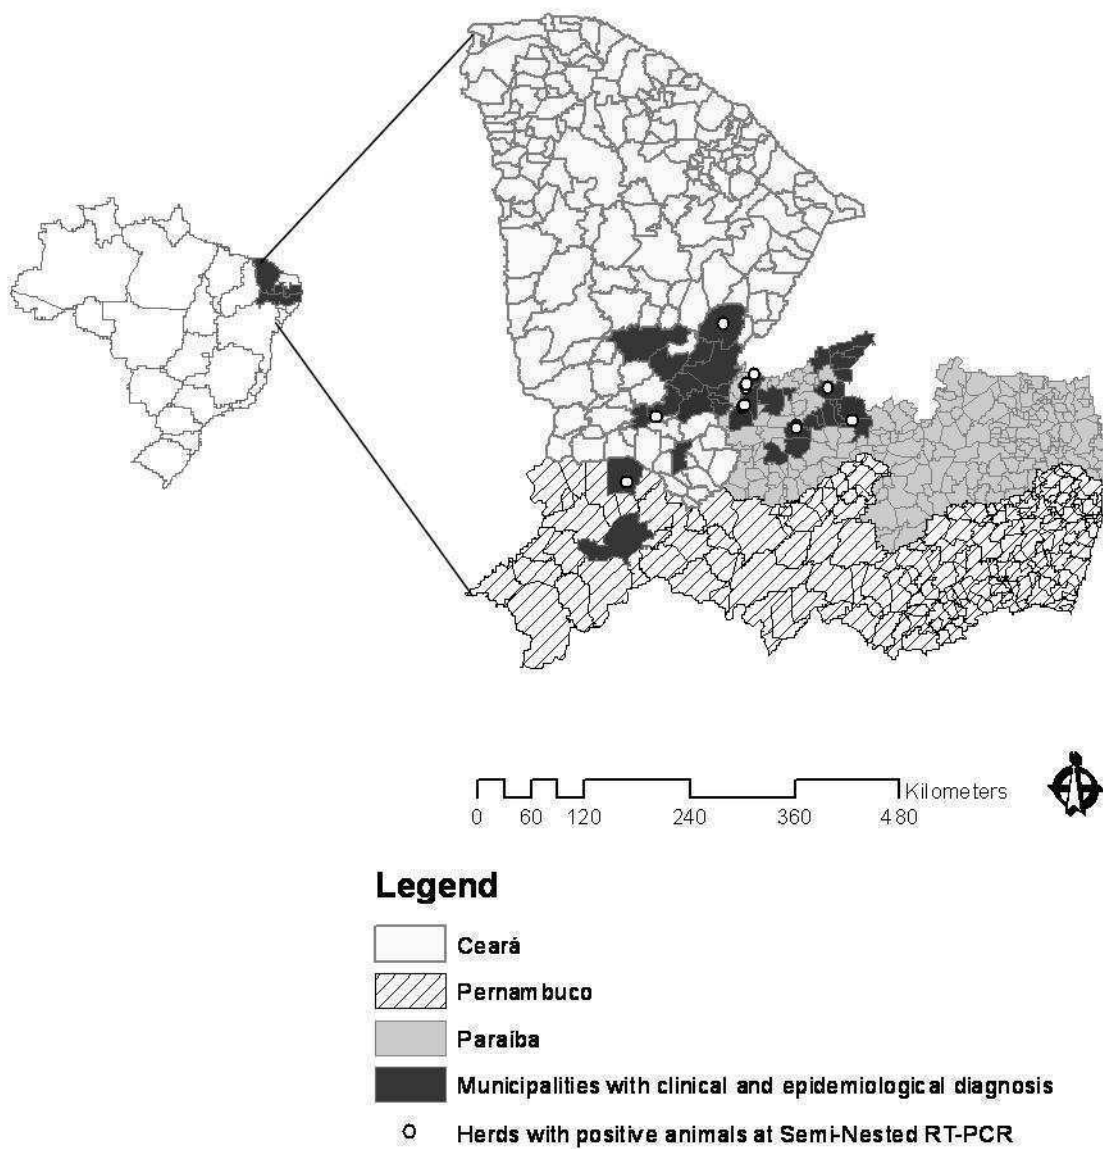 Kilometers
0 60 120 240 360 480
Legend
Ceará
Pernambuco
Paraíba
Municipalities with clinical and epidemiological diagnosis
Herds with positive animals at Semi-Nested RT-PCR